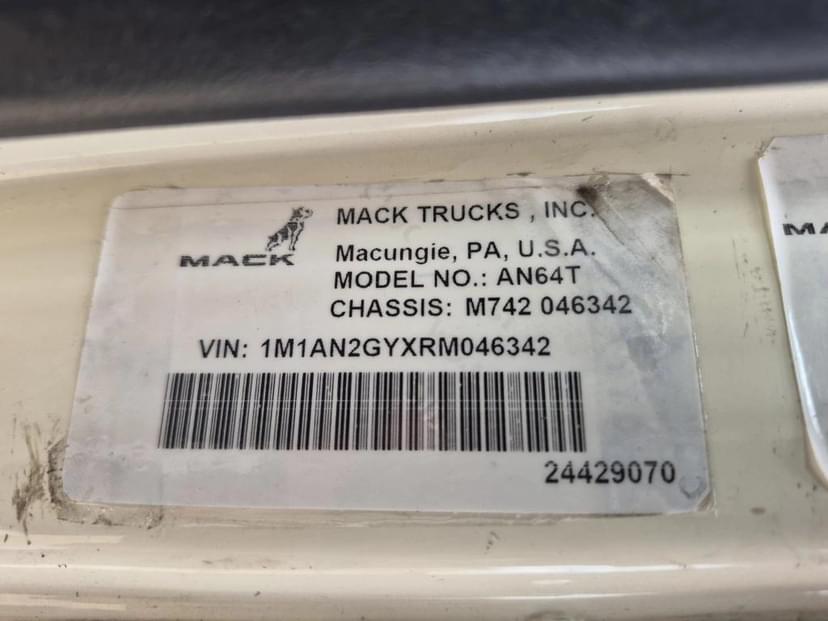 MACK TRUCKS , INC.
MACK
Macungie, PA, U.S.A.
MODEL NO.: AN64T
CHASSIS: M742 046342
VIN: 1M1AN2GYXRM046342
24429070